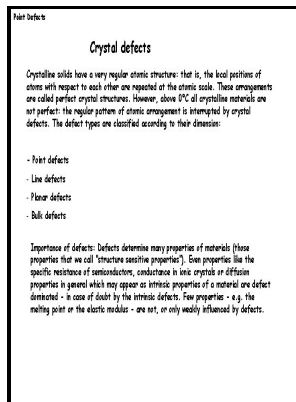 Point Defects
Crystal defects
Crystalline solids have a very regular atomic structure: that is, the local positions of
atoms with respect to each other are repeated at the atomic scale. These arrangements
are called perfect crystal structures. However, above 0°C all crystalline materials are
not perfect: the regular pattern of atomic arrangement is interrupted by crystal
defects. The defect types are classified according to their dimension:
- Point defects
- Line defects
- Planar defects
- Bulk defects
Importance of defects: Defects determine many properties of materials (those
properties that we call "structure sensitive properties"). Even properties like the
specific resistance of semiconductors, conductance in ionic crystals or diffusion
properties in general which may appear as intrinsic properties of a material are defect
dominated - in case of doubt by the intrinsic defects. Few properties - e.g. the
melting point or the elastic modulus - are not, or only weakly influenced by defects.